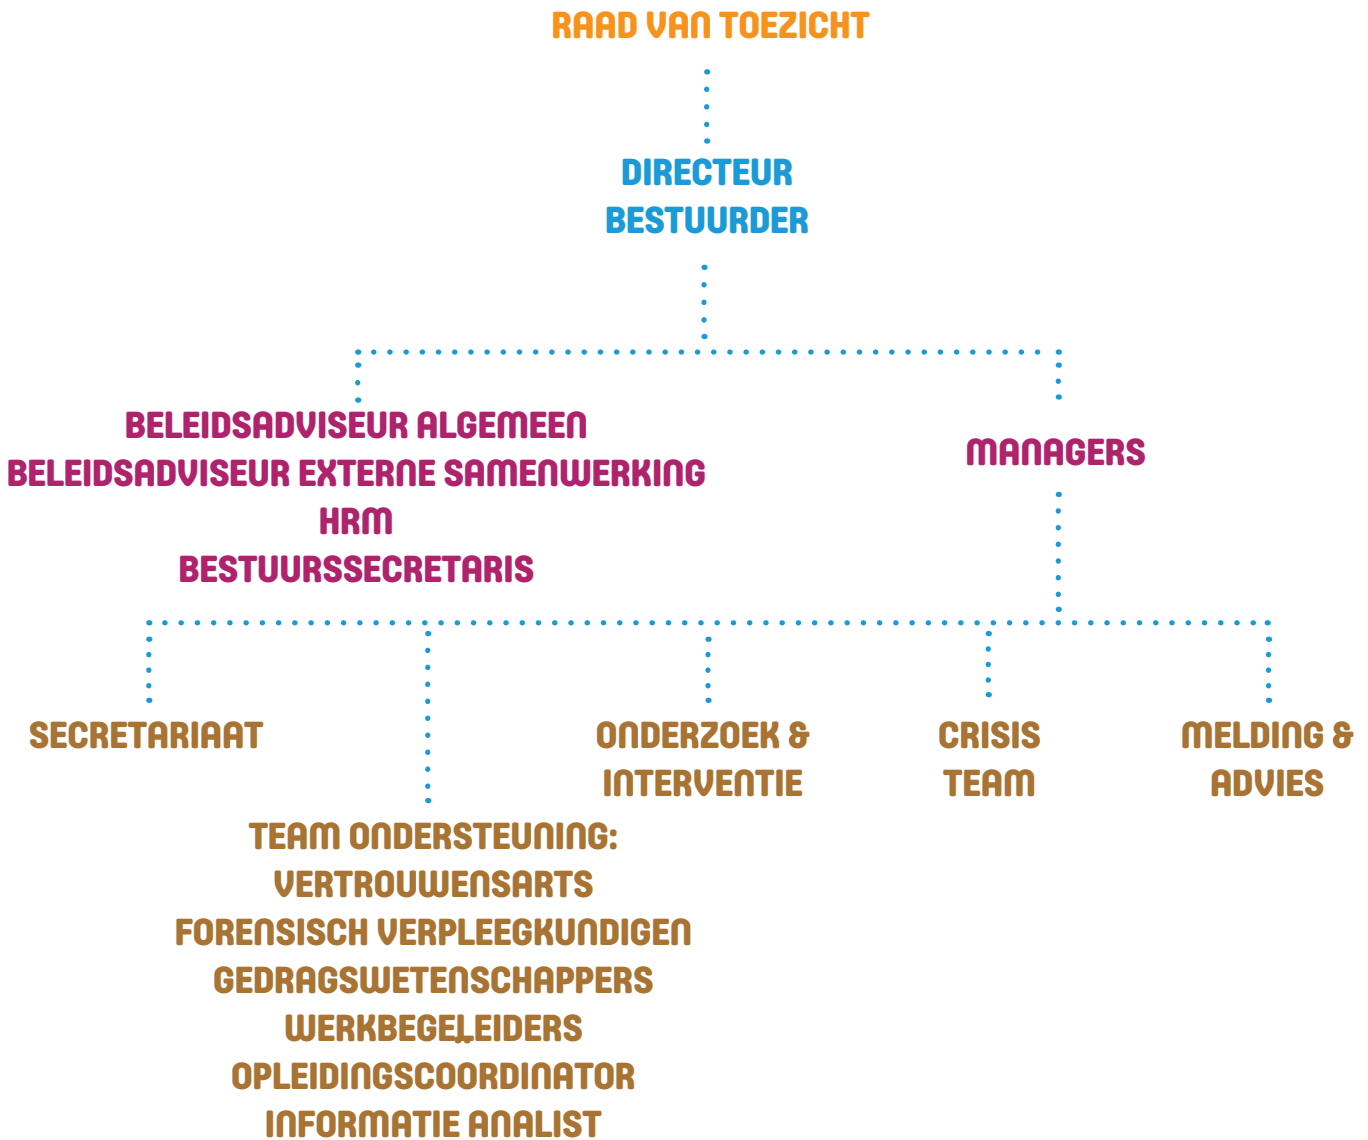 RAAD VAN TOEZICHT
DIRECTEUR
BESTUURDER
BELEIDSADVISEUR ALGEMEEN
BELEIDSADVISEUR EXTERNE SAMENWERKING
HRM
BESTUURSSECRETARIS
MANAGERS
SECRETARIAAT
ONDERZOEK &
INTERVENTIE
CRISIS
TEAM
MELDING &
ADVIES
TEAM ONDERSTEUNING:
VERTROUWENSARTS
FORENSISCH VERPLEEGKUNDIGEN
GEDRAGSWETENSCHAPPERS
WERKBEGELEIDERS
OPLEIDINGSCOÖRDINATOR
INFORMATIE ANALIST